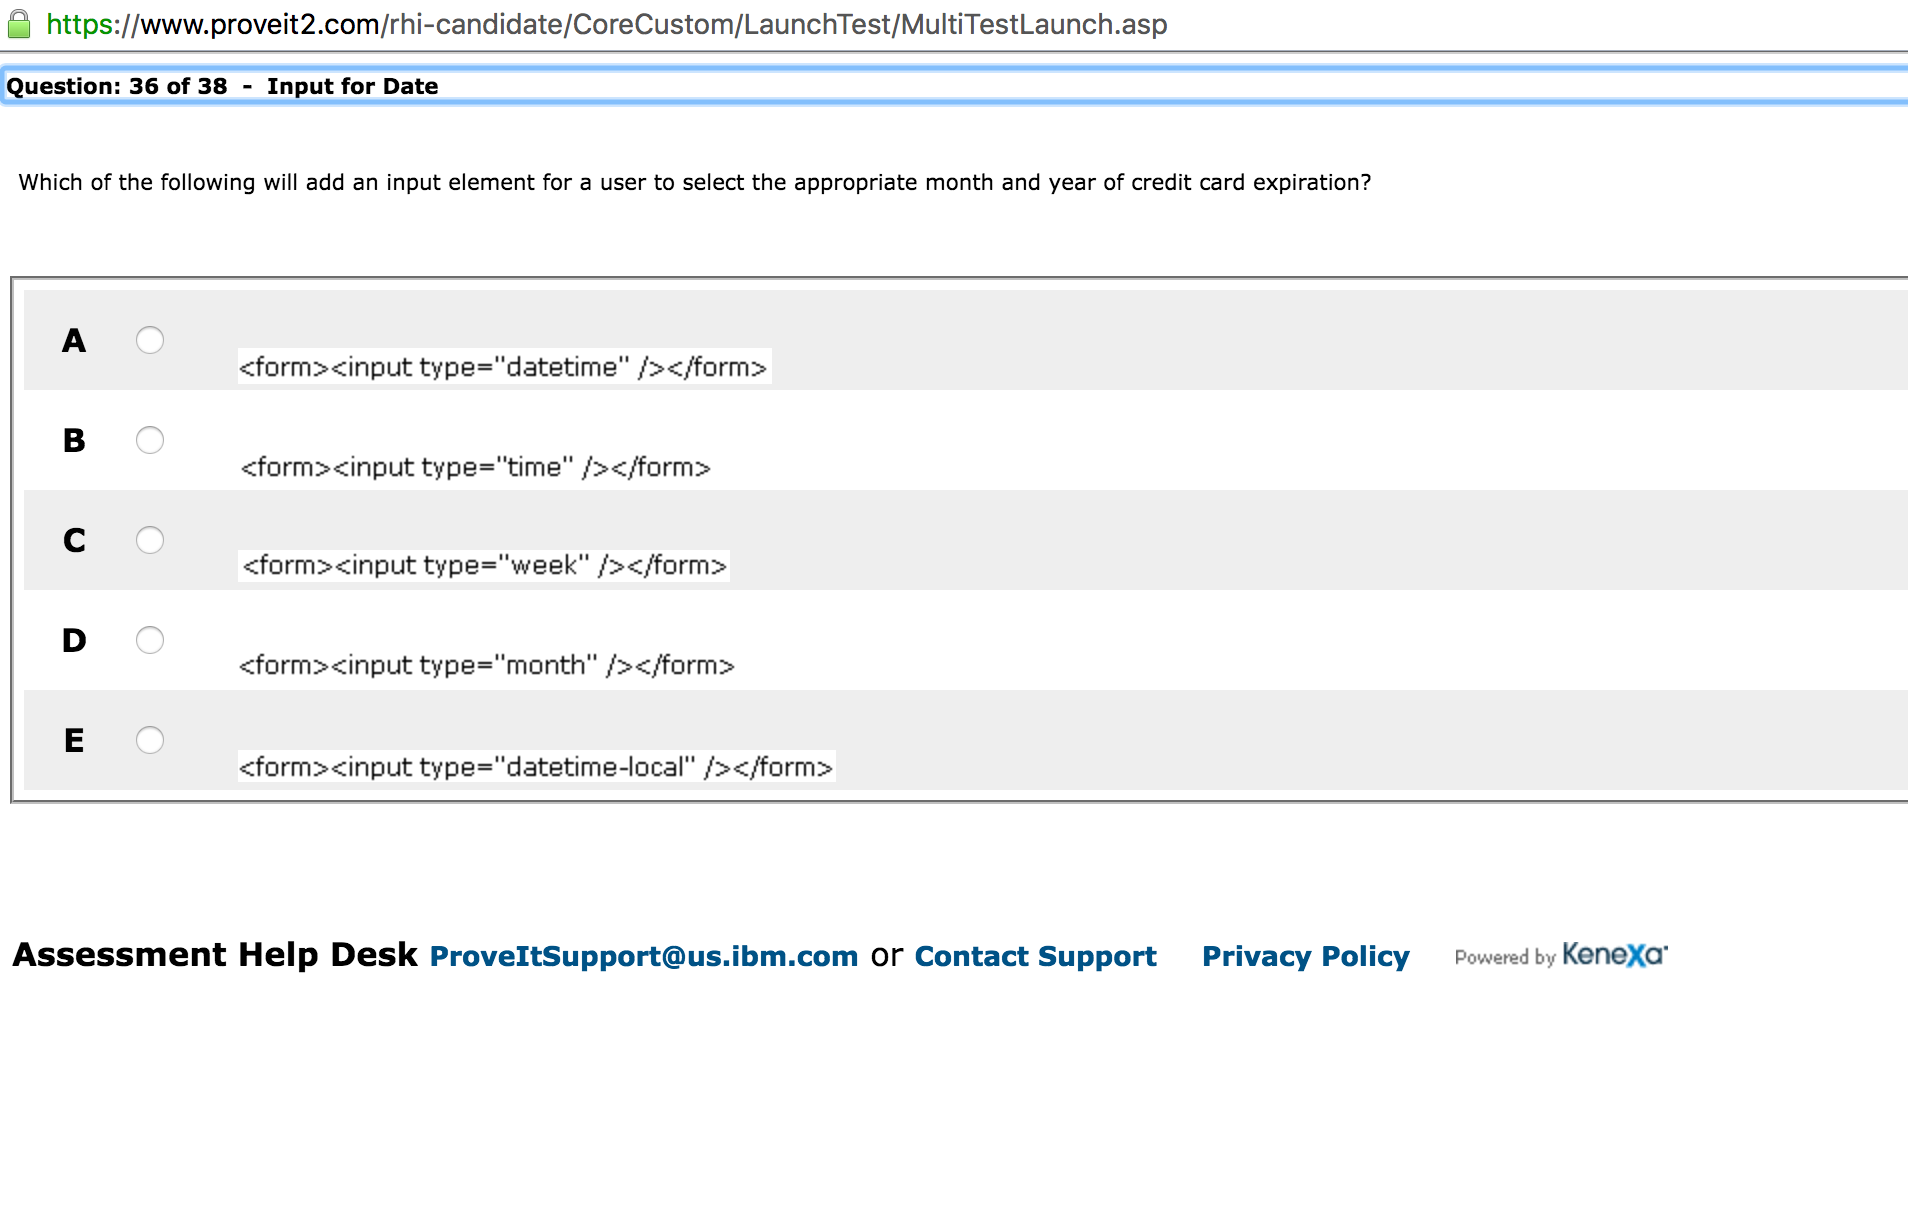 https://www.proveit2.com/rhi-candidate/CoreCustom/LaunchTest/MultiTestLaunch.asp
Question: 36 of 38 - Input for Date
Which of the following will add an input element for a user to select the appropriate month and year of credit card expiration?
A
<form><input type="datetime" /></form>
B
<form><input type="time" /></form>
C
<form><input type="week" /></form>
D
<form><input type="month" /></form>
E
<form><input type="datetime-local" /></form>
Assessment Help Desk ProveItSupport@us.ibm.com or Contact Support Privacy Policy Powered by Kenexa